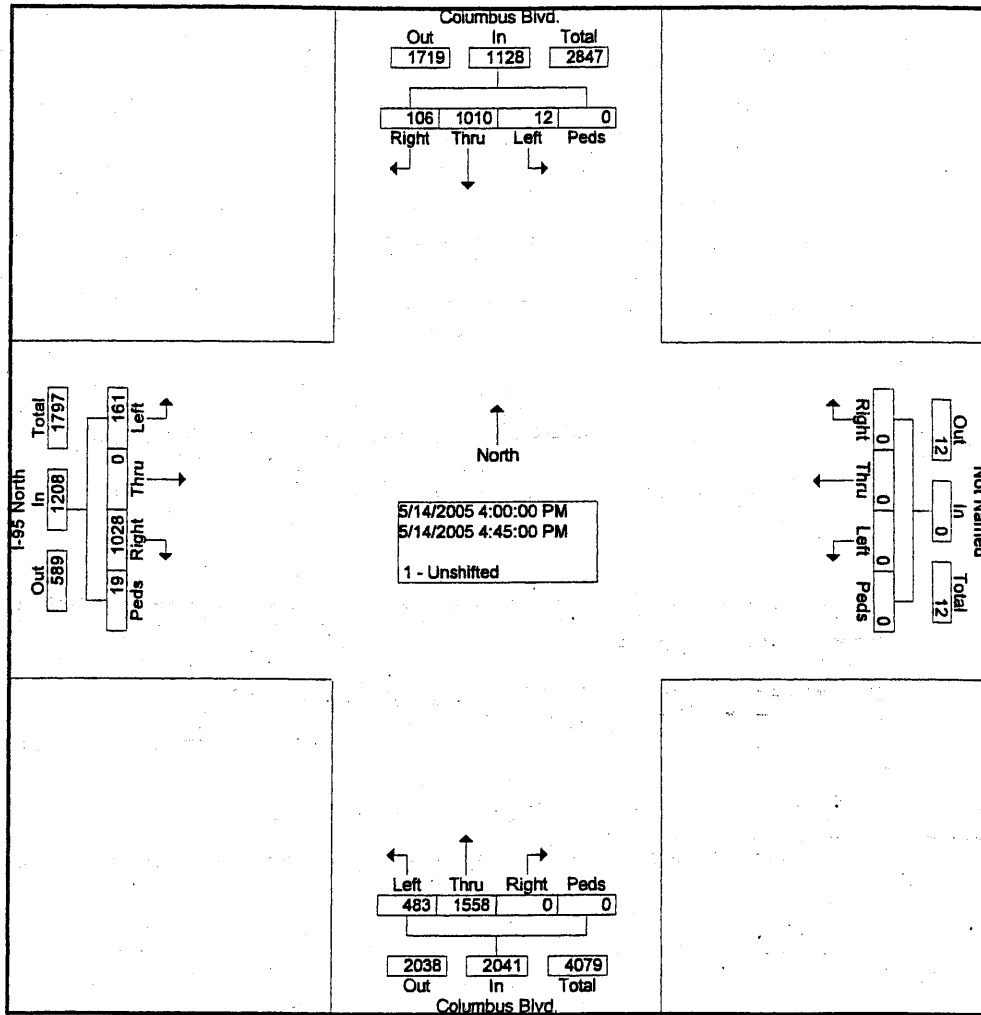 Columbus Blvd.
Out In Total
1719 1128 2847
106 1010 12 0
Right Thru Left Peds
I-95 North
Total In Out
1797 1208 589
161 0 1028 19
Left Thru Right Peds
North
5/14/2005 4:00:00 PM
5/14/2005 4:45:00 PM
1 - Unshifted
Right Thru Left Peds
0 0 0 0
Out In Total
12 0 12
Not Named
Left Thru Right Peds
483 1558 0 0
2038 2041 4079
Out In Total
Columbus Blvd.